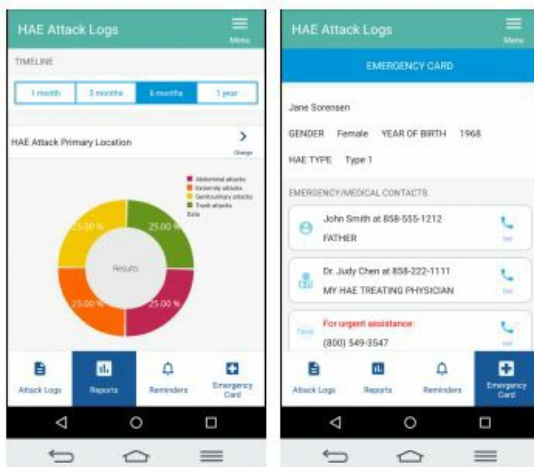 HAE Attack Logs
Menu
TIMELINE
1 month 3 months 6 months 1 year
HAE Attack Primary Location
Change
Abdominal attacks
Extremity attacks
Genitourinary attacks
Trunk attacks
Data
25.00 % 25.00 %
Results
25.00 % 25.00 %
Attack Logs Reports Reminders Emergency Card
HAE Attack Logs
Menu
EMERGENCY CARD
Jane Sorensen
GENDER Female YEAR OF BIRTH 1968
HAE TYPE Type 1
EMERGENCY/MEDICAL CONTACTS
John Smith at 858-555-1212
FATHER
Call
Dr. Judy Chen at 858-222-1111
MY HAE TREATING PHYSICIAN
Call
For urgent assistance:
(800) 549-3547
Call
Attack Logs Reports Reminders Emergency Card